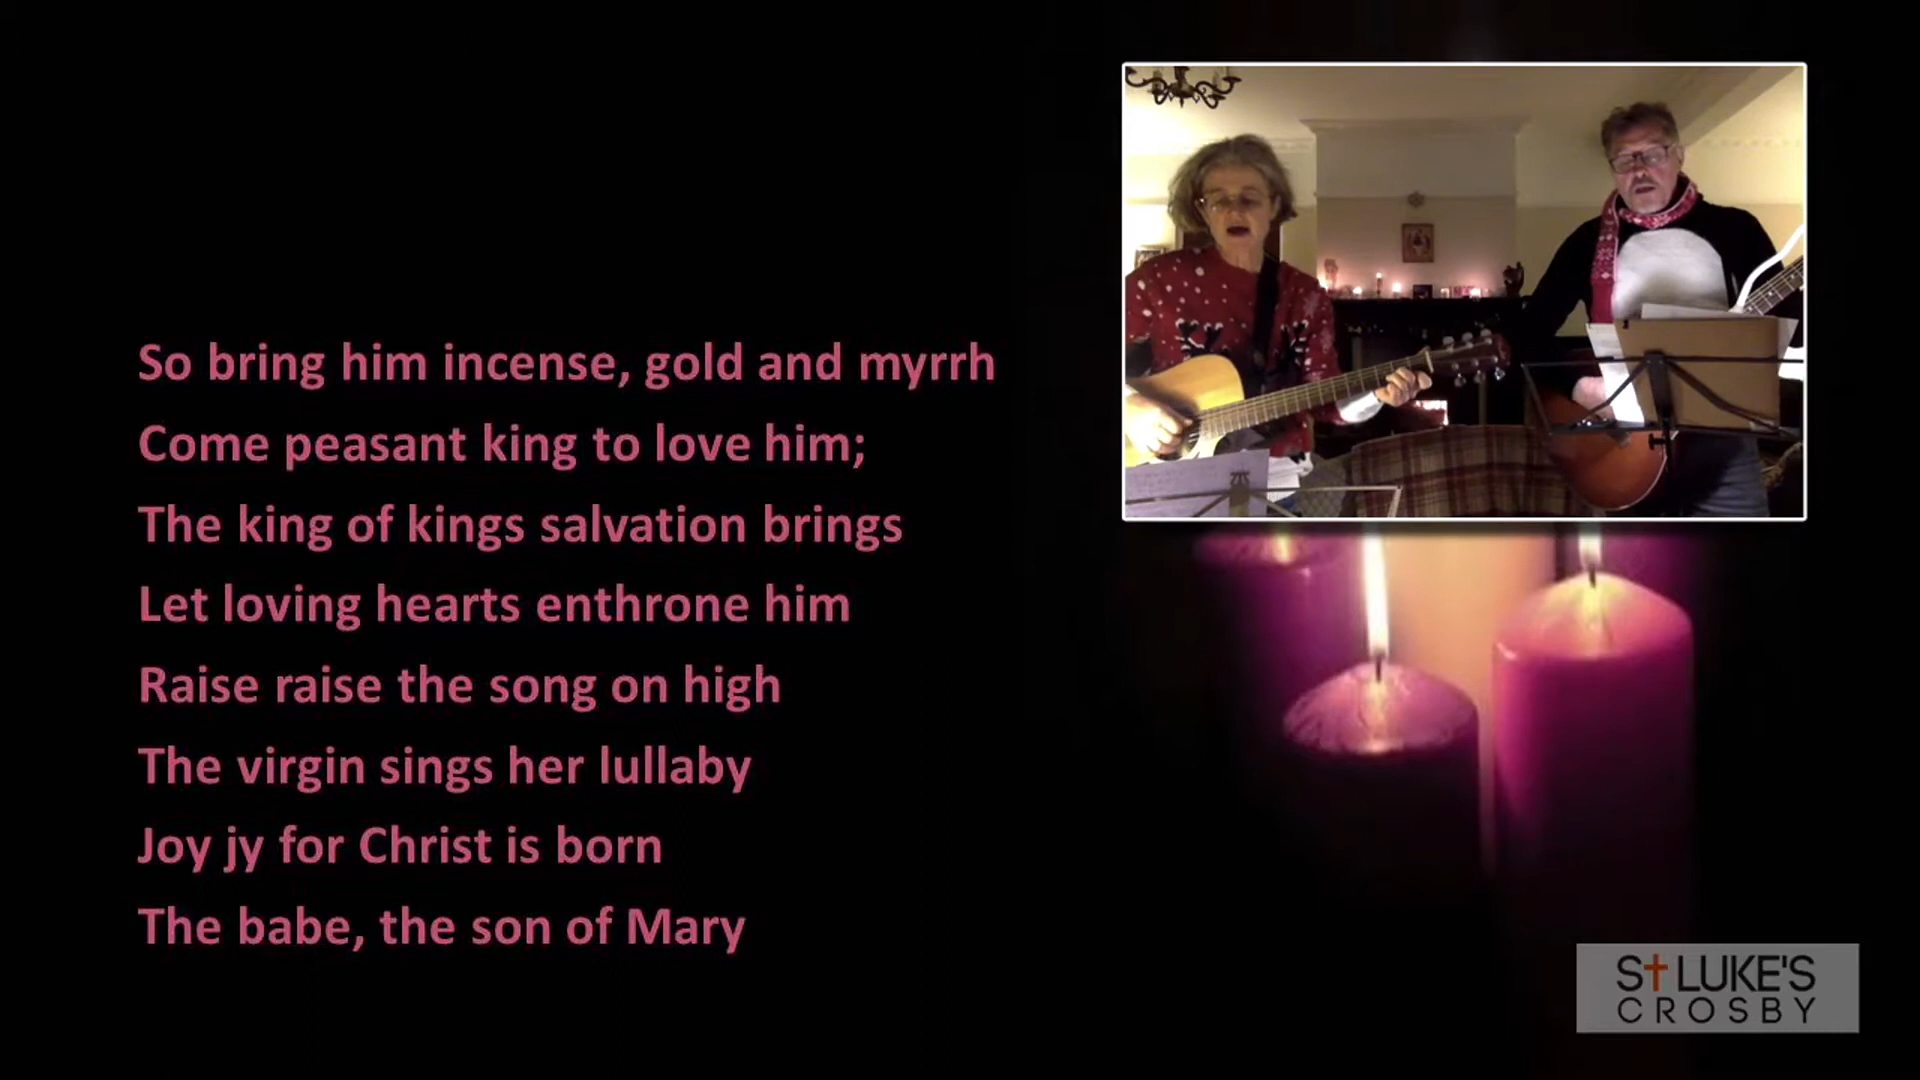 So bring him incense, gold and myrrh
Come peasant king to love him;
The king of kings salvation brings
Let loving hearts enthrone him
Raise raise the song on high
The virgin sings her lullaby
Joy jy for Christ is born
The babe, the son of Mary
ST LUKE'S
CROSBY